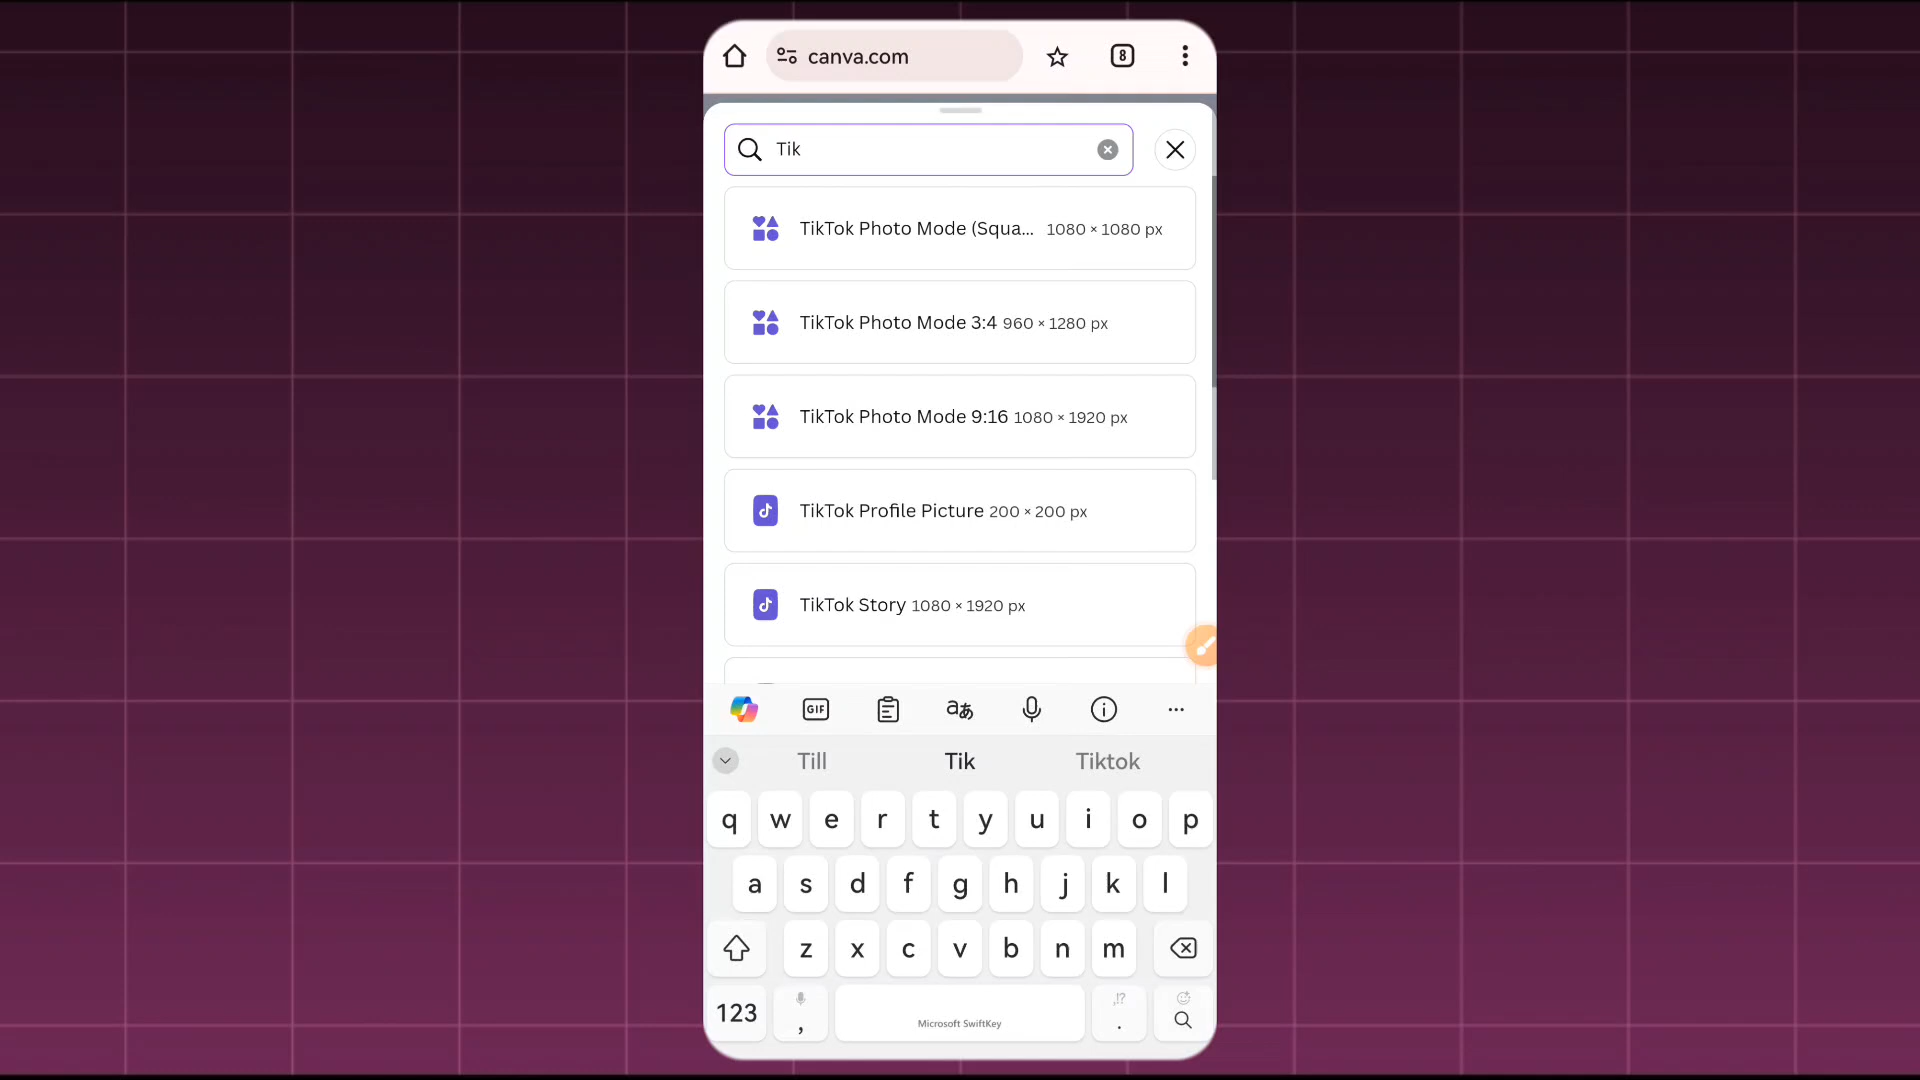 canva.com
8
Tik
TikTok Photo Mode (Squa... 1080 × 1080 px
TikTok Photo Mode 3:4 960 × 1280 px
TikTok Photo Mode 9:16 1080 × 1920 px
TikTok Profile Picture 200 × 200 px
TikTok Story 1080 × 1920 px
GIF aあ
Till Tik Tiktok
q w e r t y u i o p
a s d f g h j k l
z x c v b n m
123 , Microsoft SwiftKey ,!? .